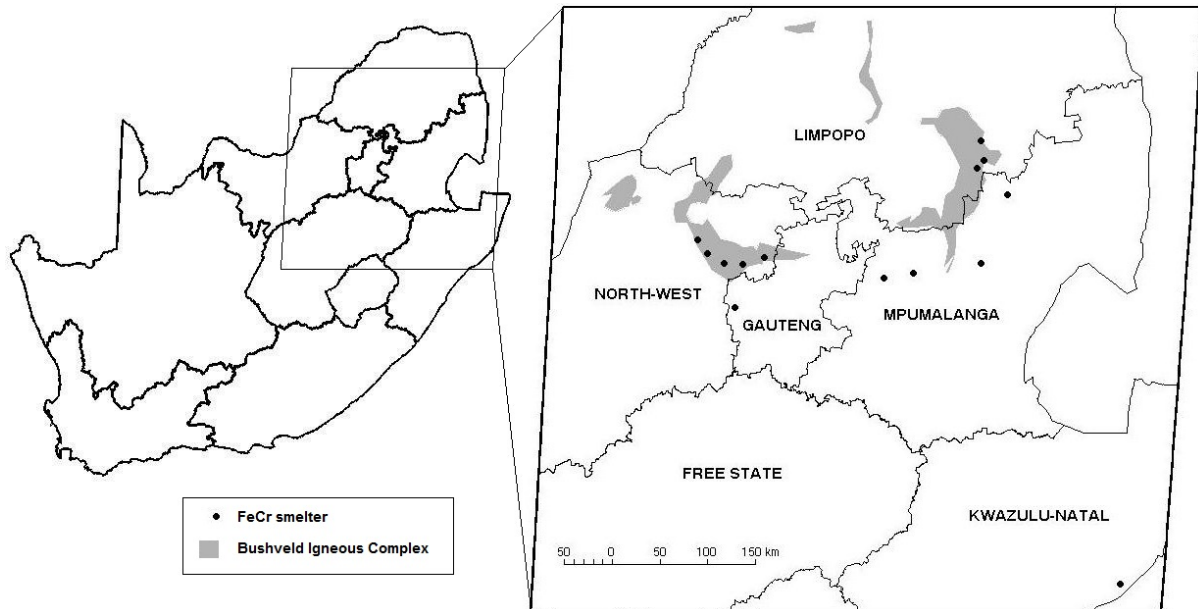 LIMPOPO
NORTH-WEST
GAUTENG
MPUMALANGA
FREE STATE
KWAZULU-NATAL
50 0 50 100 150 km
FeCr smelter
Bushveld Igneous Complex